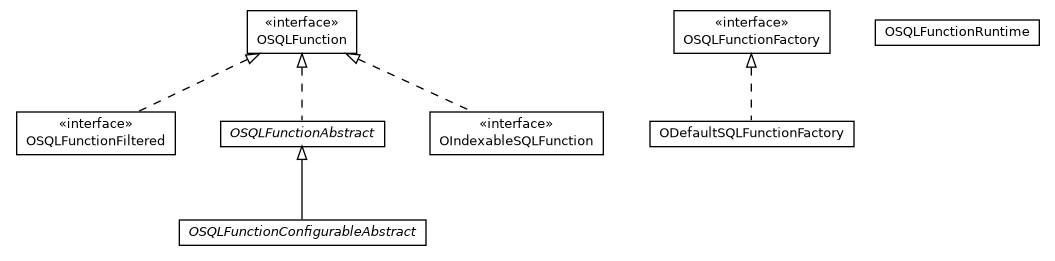 «interface»
OSQLFunction
«interface»
OSQLFunctionFactory
OSQLFunctionRuntime
«interface»
OSQLFunctionFiltered
OSQLFunctionAbstract
«interface»
OIndexableSQLFunction
ODefaultSQLFunctionFactory
OSQLFunctionConfigurableAbstract